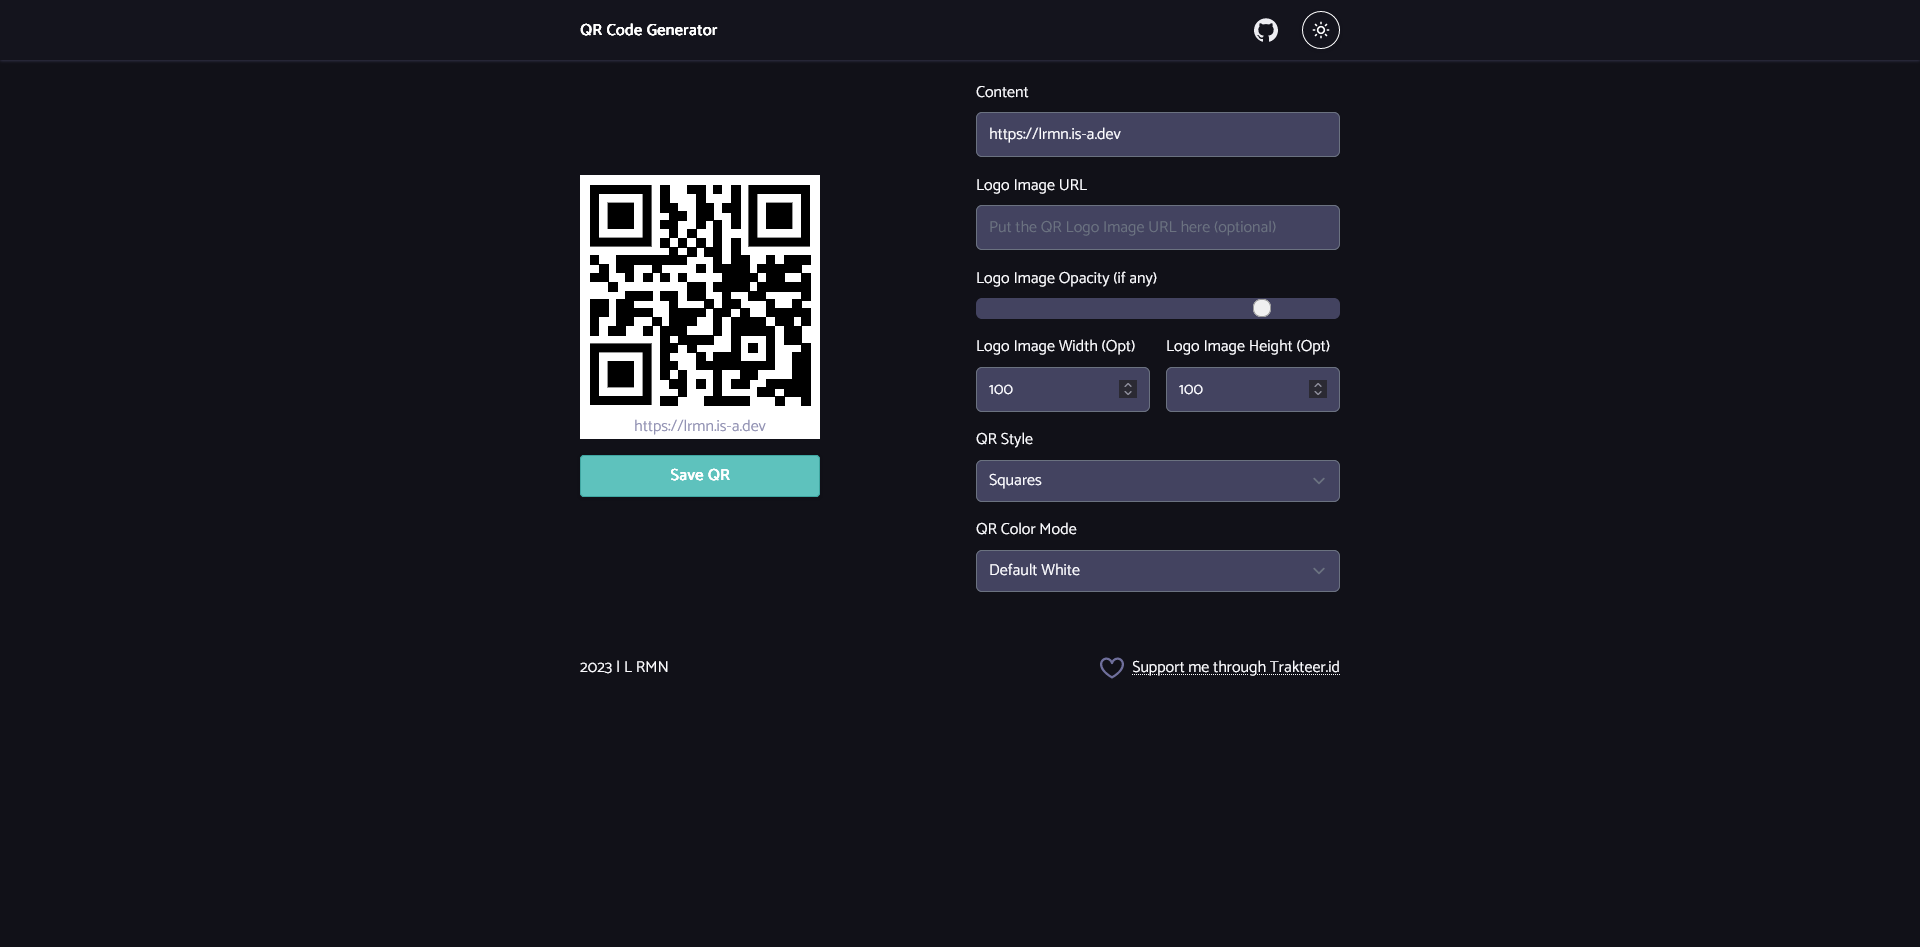 QR Code Generator
Content
https://lrmn.is-a.dev
Logo Image URL
Put the QR Logo Image URL here (optional)
Logo Image Opacity (if any)
Logo Image Width (Opt)
Logo Image Height (Opt)
100
100
QR Style
Squares
QR Color Mode
Default White
https://lrmn.is-a.dev
Save QR
2023 | L RMN
Support me through Trakteer.id